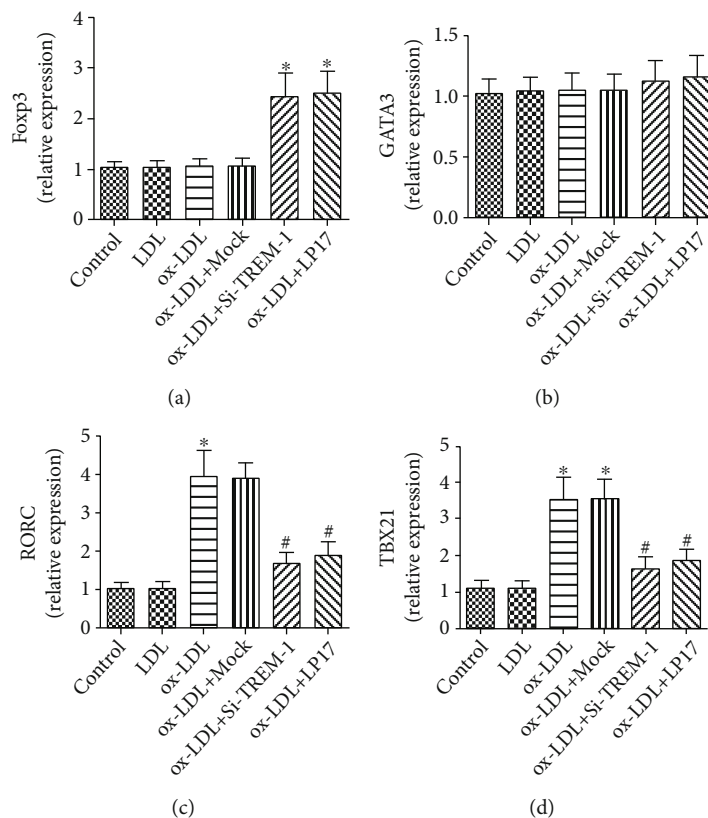 Foxp3
(relative expression)
4
3
2
1
0
*
*
Control
LDL
ox-LDL
ox-LDL+Mock
ox-LDL+Si-TREM-1
ox-LDL+LP17
(a)
GATA3
(relative expression)
1.5
1.0
0.5
0.0
Control
LDL
ox-LDL
ox-LDL+Mock
ox-LDL+Si-TREM-1
ox-LDL+LP17
(b)
RORC
(relative expression)
5
4
3
2
1
0
*
#
#
Control
LDL
ox-LDL
ox-LDL+Mock
ox-LDL+Si-TREM-1
ox-LDL+LP17
(c)
TBX21
(relative expression)
5
4
3
2
1
0
*
*
#
#
Control
LDL
ox-LDL
ox-LDL+Mock
ox-LDL+Si-TREM-1
ox-LDL+LP17
(d)